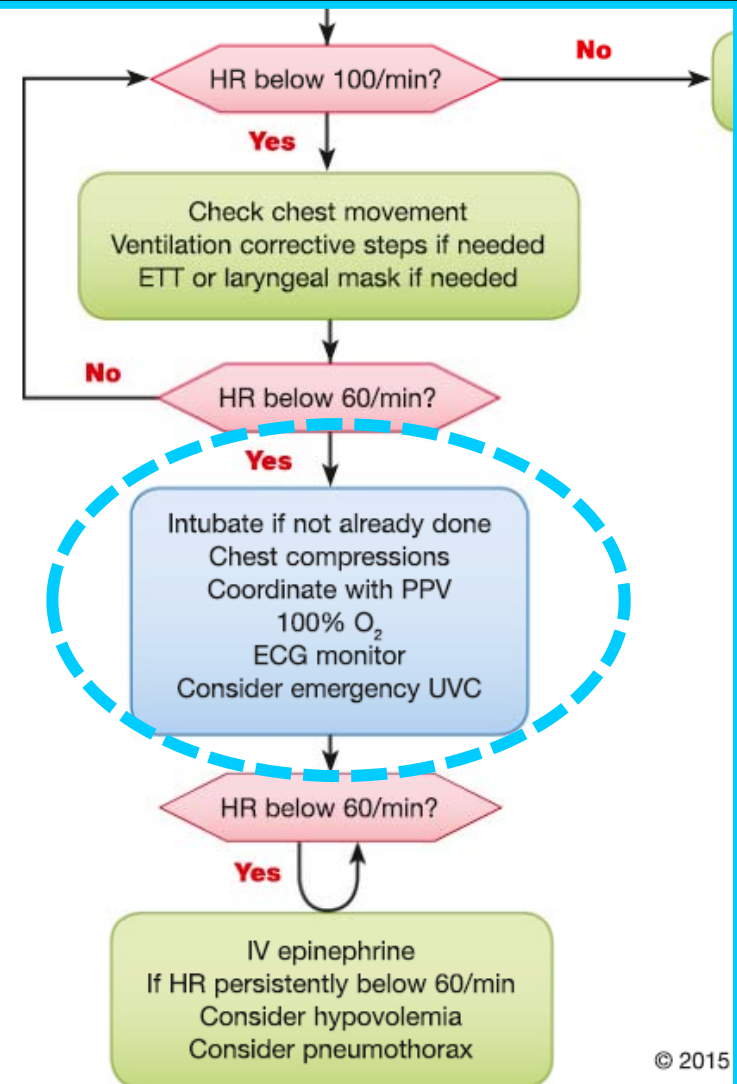 HR below 100/min?
No
Yes
Check chest movement
Ventilation corrective steps if needed
ETT or laryngeal mask if needed
No
HR below 60/min?
Yes
Intubate if not already done
Chest compressions
Coordinate with PPV
100% O₂
ECG monitor
Consider emergency UVC
HR below 60/min?
Yes
IV epinephrine
If HR persistently below 60/min
Consider hypovolemia
Consider pneumothorax
© 2015